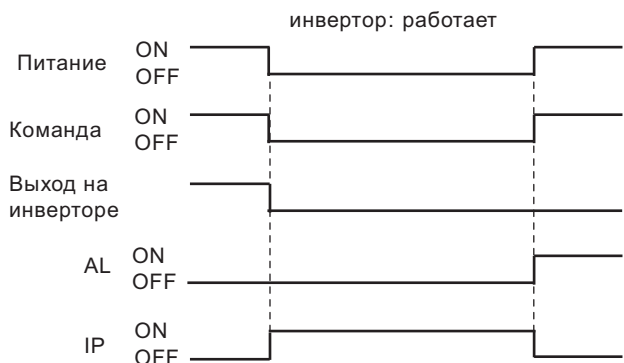 инвертор: работает
Питание
ON
OFF
Команда
ON
OFF
Выход на
инверторе
AL
ON
OFF
IP
ON
OFF